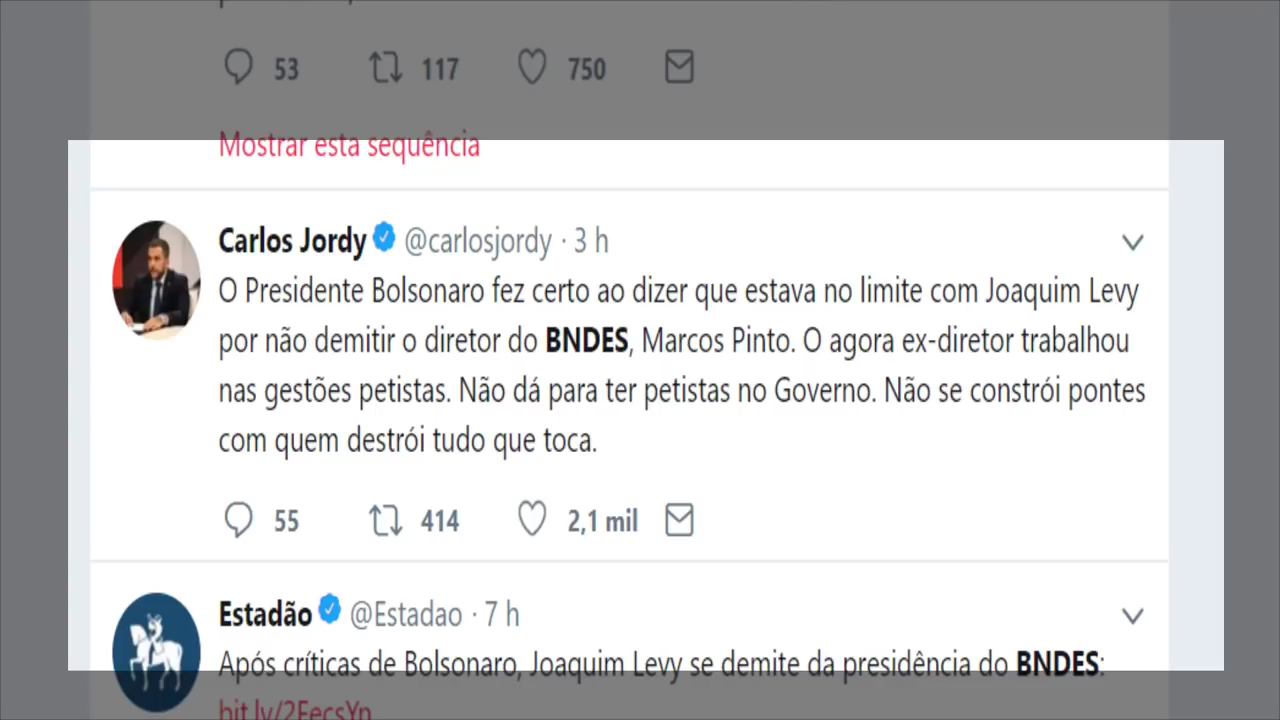 53 117 750
Mostrar esta sequência
Carlos Jordy @carlosjordy · 3 h
O Presidente Bolsonaro fez certo ao dizer que estava no limite com Joaquim Levy
por não demitir o diretor do BNDES, Marcos Pinto. O agora ex-diretor trabalhou
nas gestões petistas. Não dá para ter petistas no Governo. Não se constrói pontes
com quem destrói tudo que toca.
55 414 2,1 mil
Estadão @Estadao · 7 h
Após críticas de Bolsonaro, Joaquim Levy se demite da presidência do BNDES: